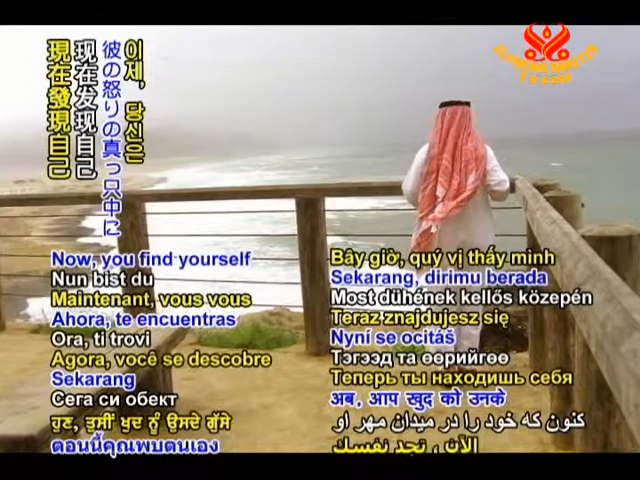 SUPREME MASTER
TV.COM
이제, 당신은
彼の怒りの真っ只中に
现在发现自己
現在發現自己
Now, you find yourself
Nun bist du
Maintenant, vous vous
Ahora, te encuentras
Ora, ti trovi
Agora, você se descobre
Sekarang
Сега си обект
ਹੁਣ, ਤੁਸੀਂ ਖੁਦ ਨੂੰ ਉਸਦੇ ਗੁੱਸੇ
ตอนนี้คุณพบตนเอง
Bây giờ, quý vị thấy mình
Sekarang, dirimu berada
Most dühének kellős közepén
Teraz znajdujesz się
Nyní se ocitáš
Тэгээд та өөрийгөө
Теперь ты находишь себя
अब, आप खुद को उनके
کنون که خود را در میدان مهر او
الآن ، تجد نفسك